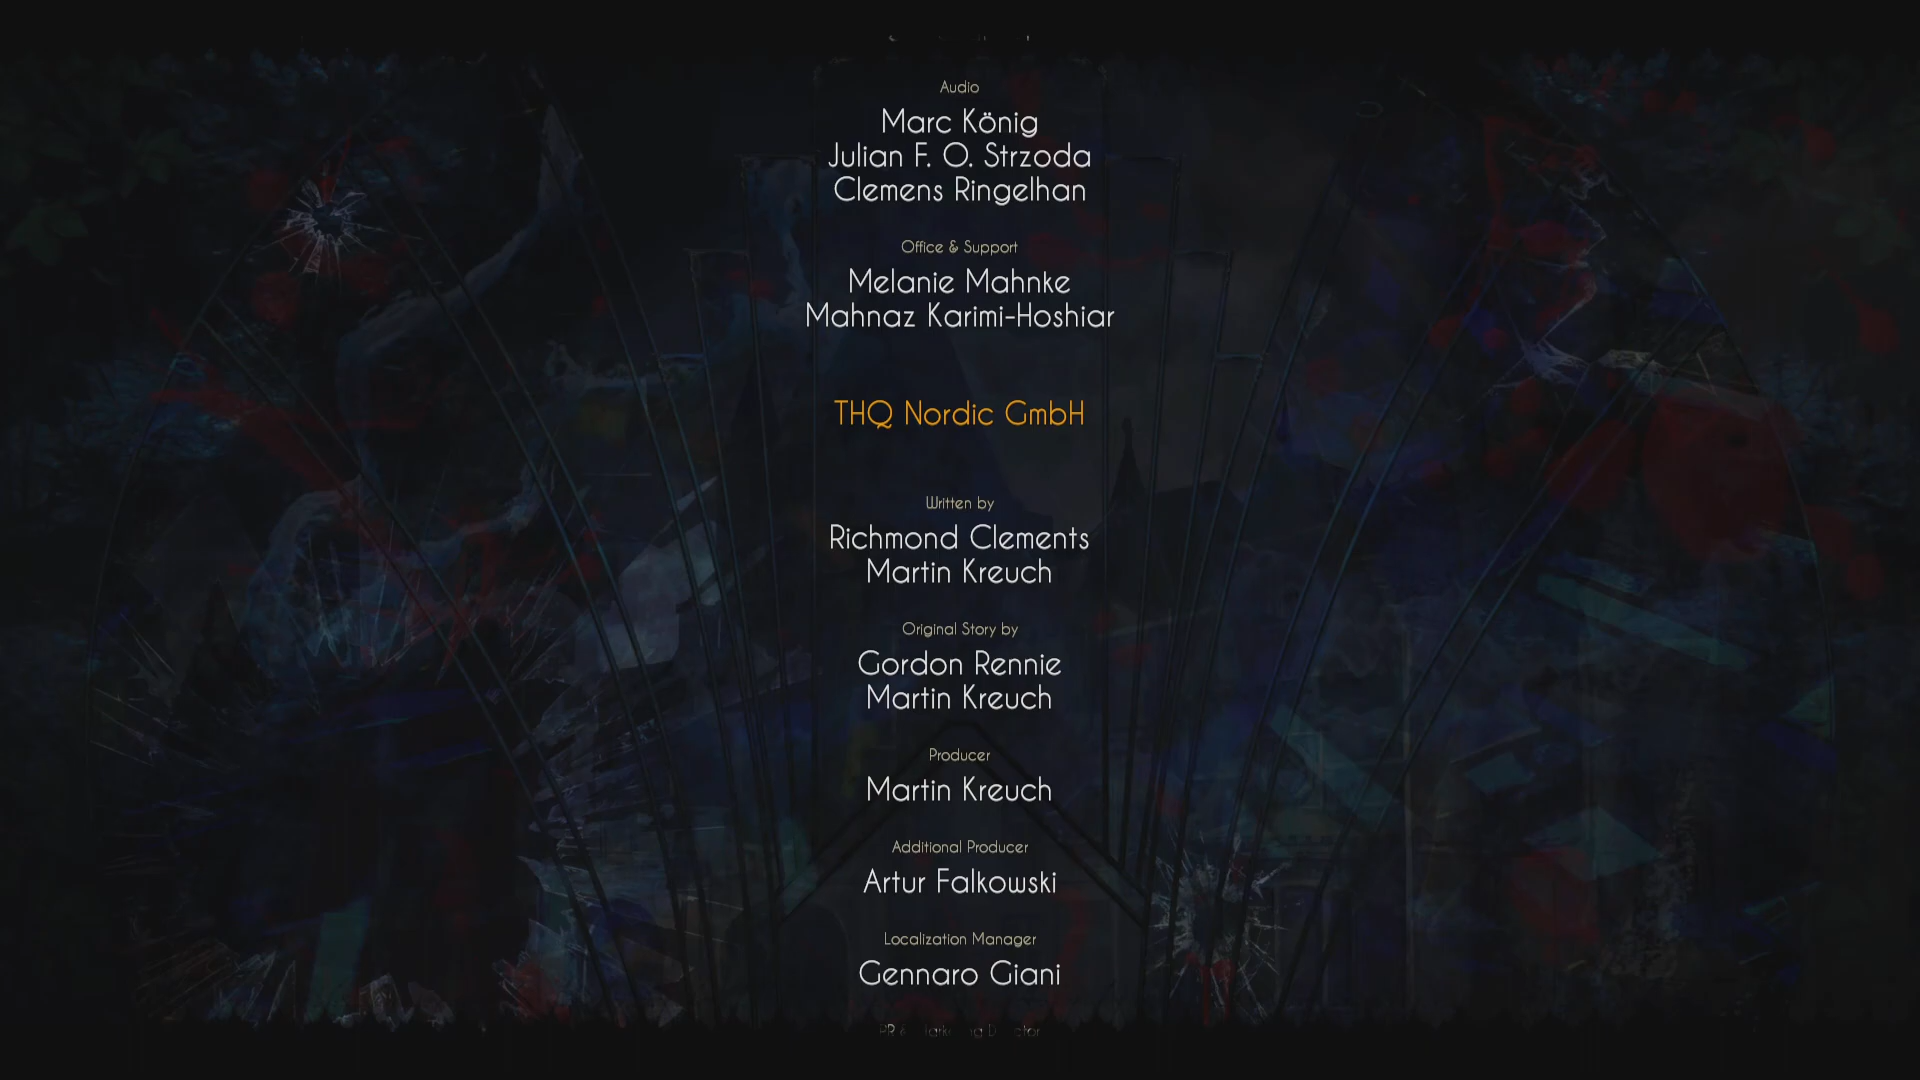 Audio
Marc König
Julian F. O. Strzoda
Clemens Ringelhan
Office & Support
Melanie Mahnke
Mahnaz Karimi-Hoshiar
THQ Nordic GmbH
Written by
Richmond Clements
Martin Kreuch
Original Story by
Gordon Rennie
Martin Kreuch
Producer
Martin Kreuch
Additional Producer
Artur Falkowski
Localization Manager
Gennaro Giani
PR